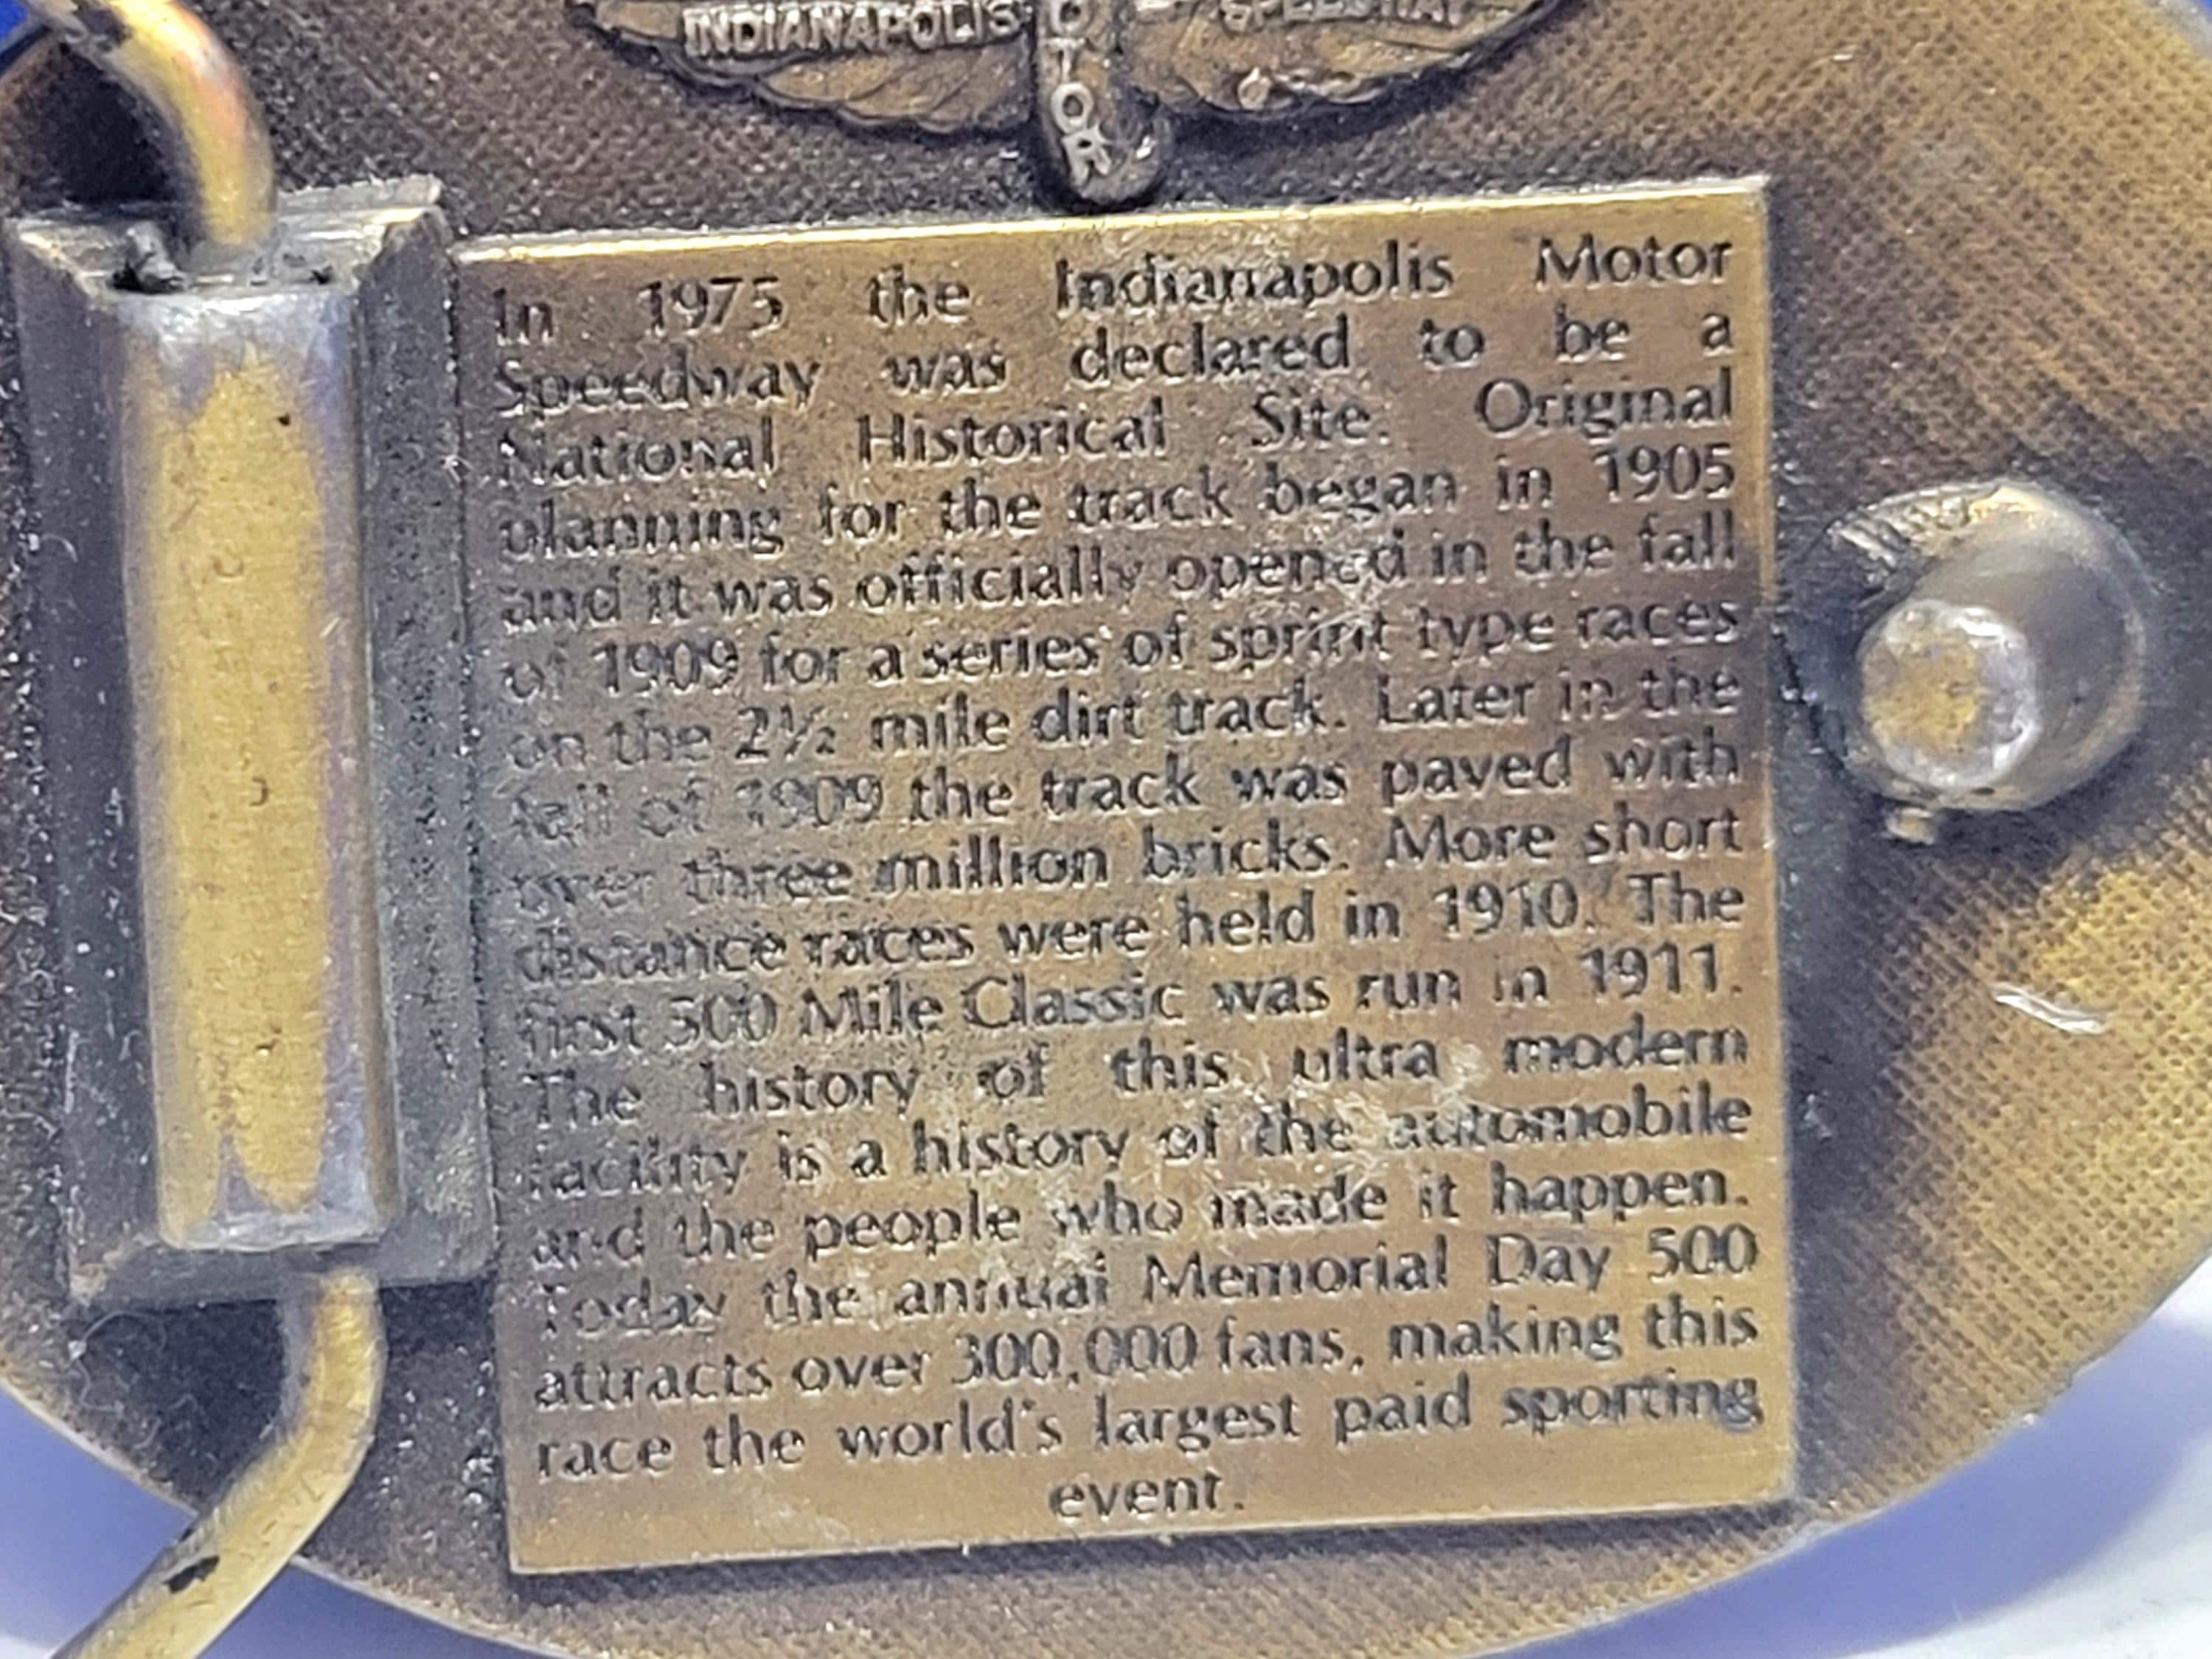 INDIANAPOLIS MOTOR SPEEDWAY
In 1975 the Indianapolis Motor
Speedway was declared to be a
National Historical Site. Original
planning for the track began in 1905
and it was officially opened in the fall
of 1909 for a series of sprint type races
on the 2½ mile dirt track. Later in the
fall of 1909 the track was paved with
over three million bricks. More short
distance races were held in 1910. The
first 500 Mile Classic was run in 1911.
The history of this ultra modern
facility is a history of the automobile
and the people who made it happen.
Today the annual Memorial Day 500
attracts over 300,000 fans, making this
race the world's largest paid sporting
event.